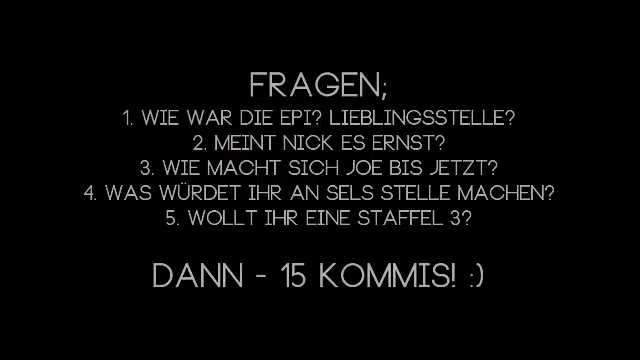 FRAGEN;
1. WIE WAR DIE EPI? LIEBLINGSSTELLE?
2. MEINT NICK ES ERNST?
3. WIE MACHT SICH JOE BIS JETZT?
4. WAS WÜRDET IHR AN SELS STELLE MACHEN?
5. WOLLT IHR EINE STAFFEL 3?
DANN - 15 KOMMIS! :)